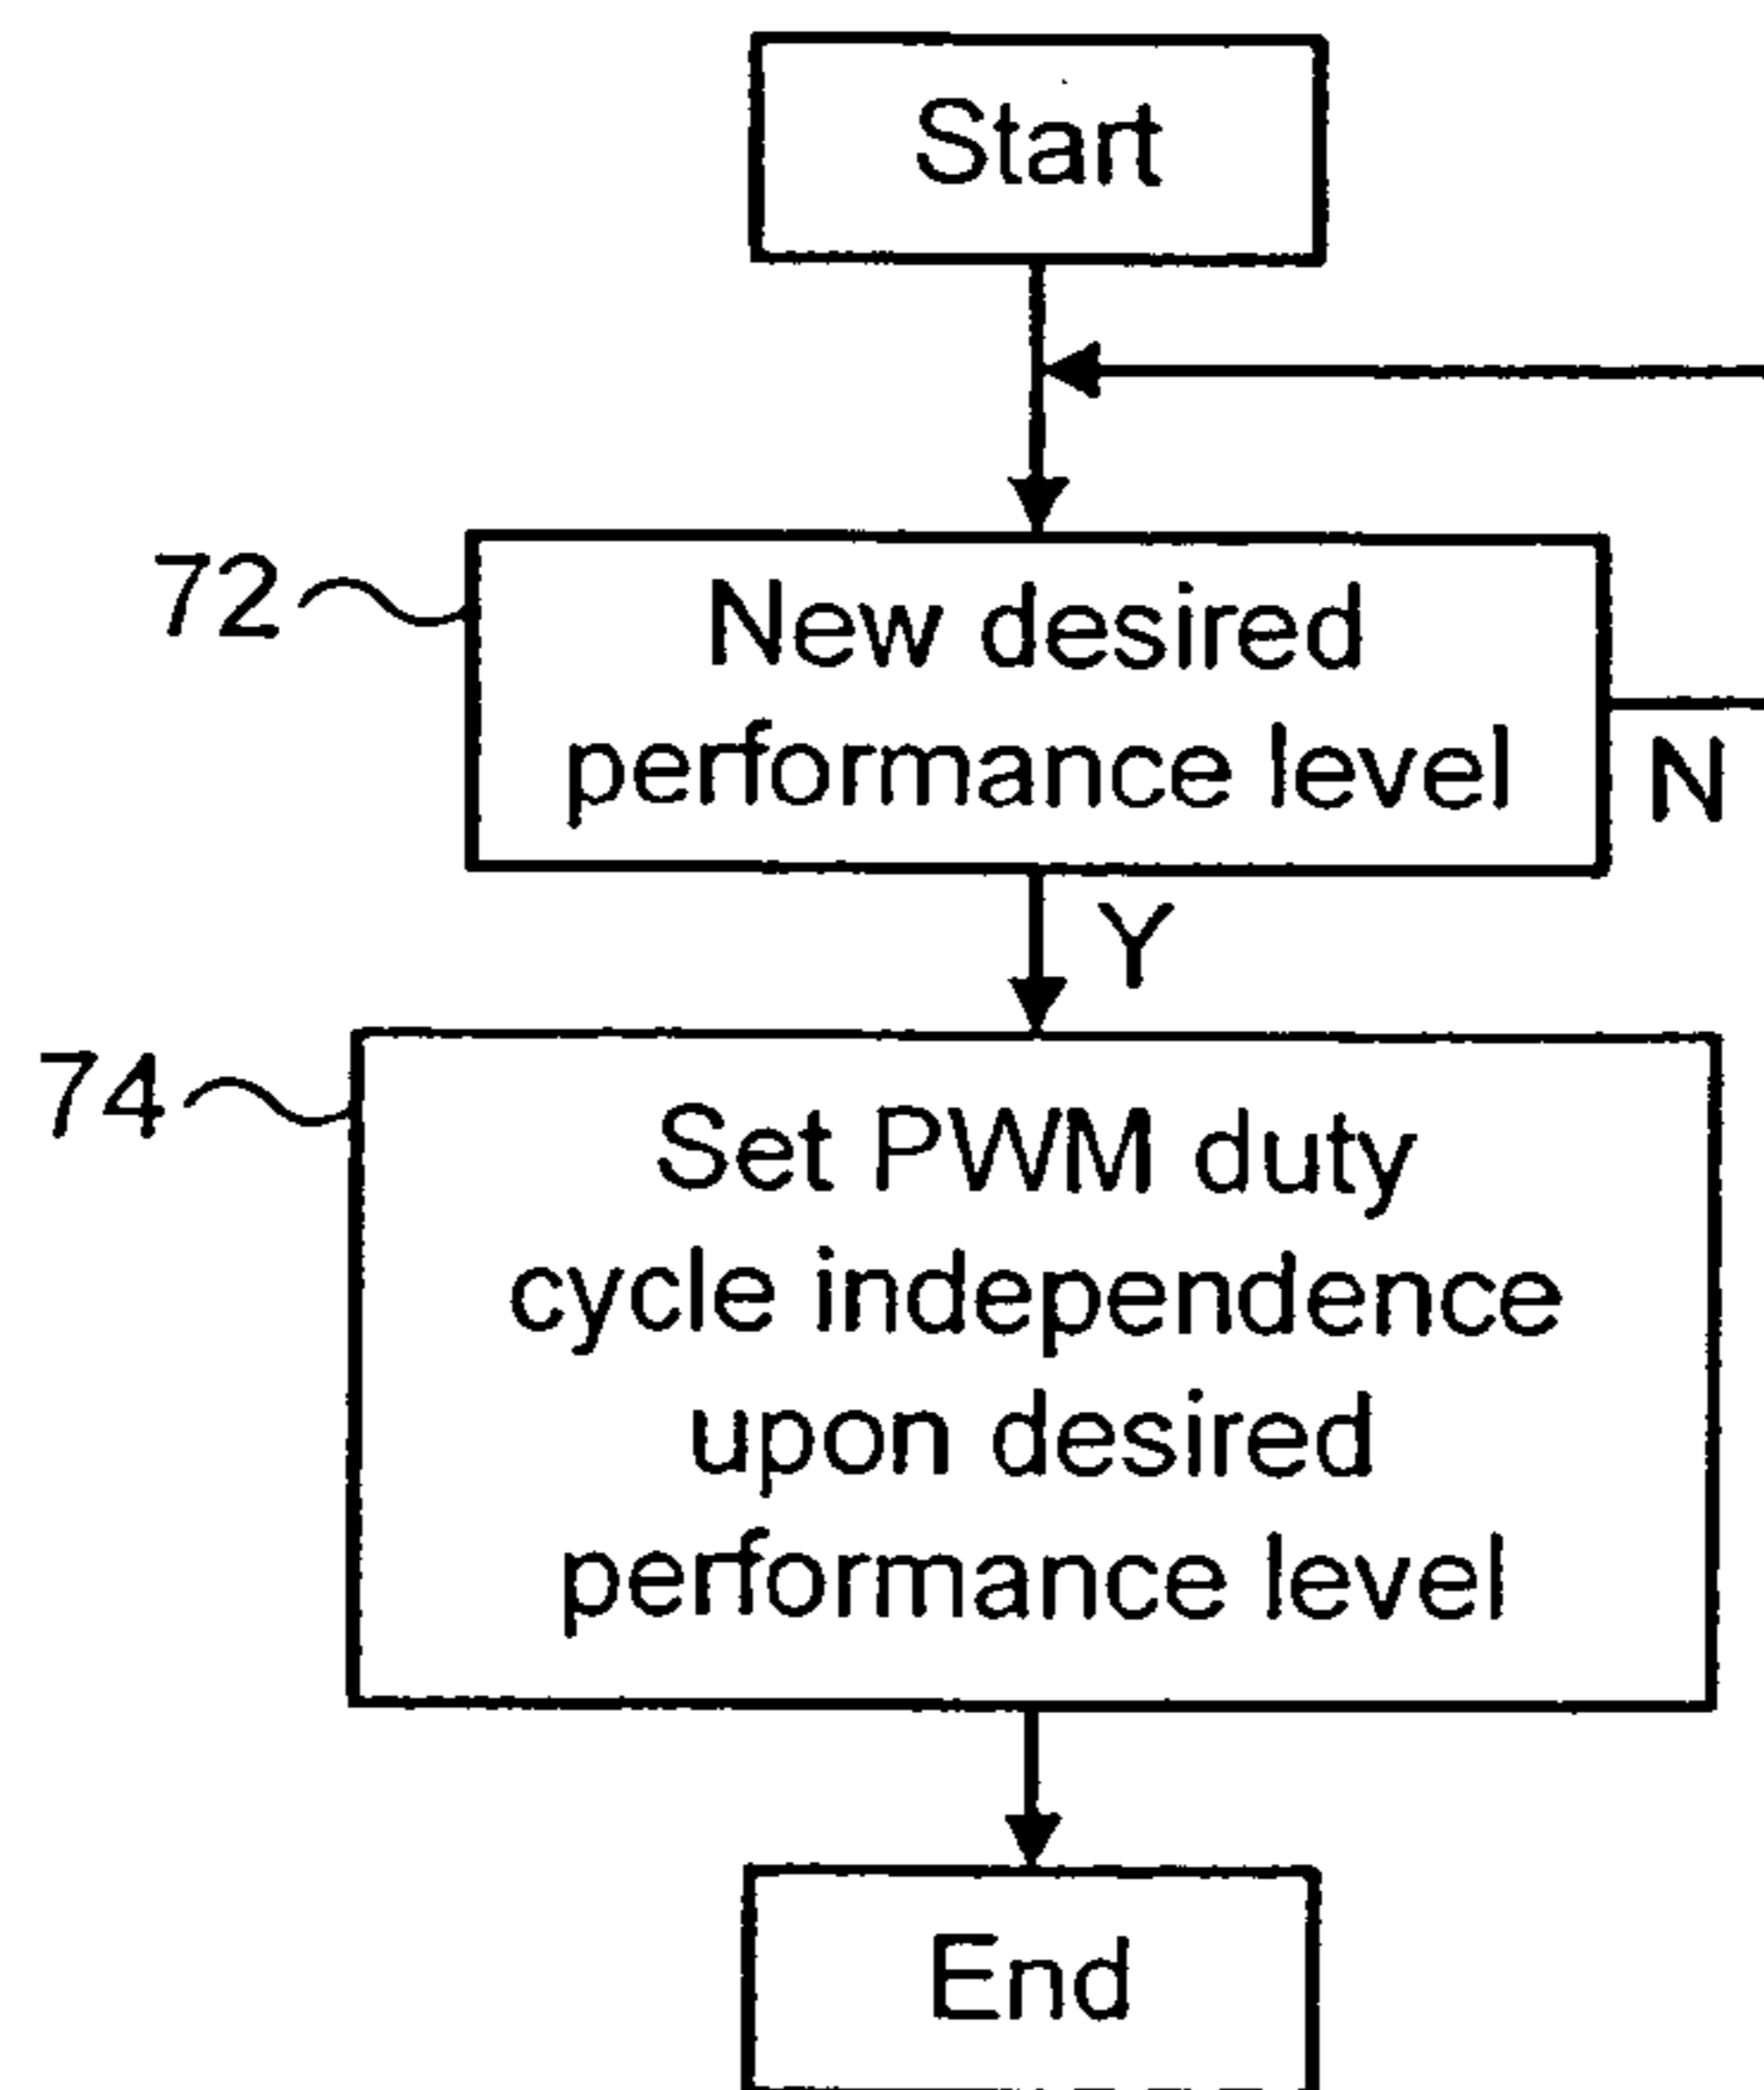 Start
72
New desired
performance level
N
Y
74
Set PWM duty
cycle independence
upon desired
performance level
End